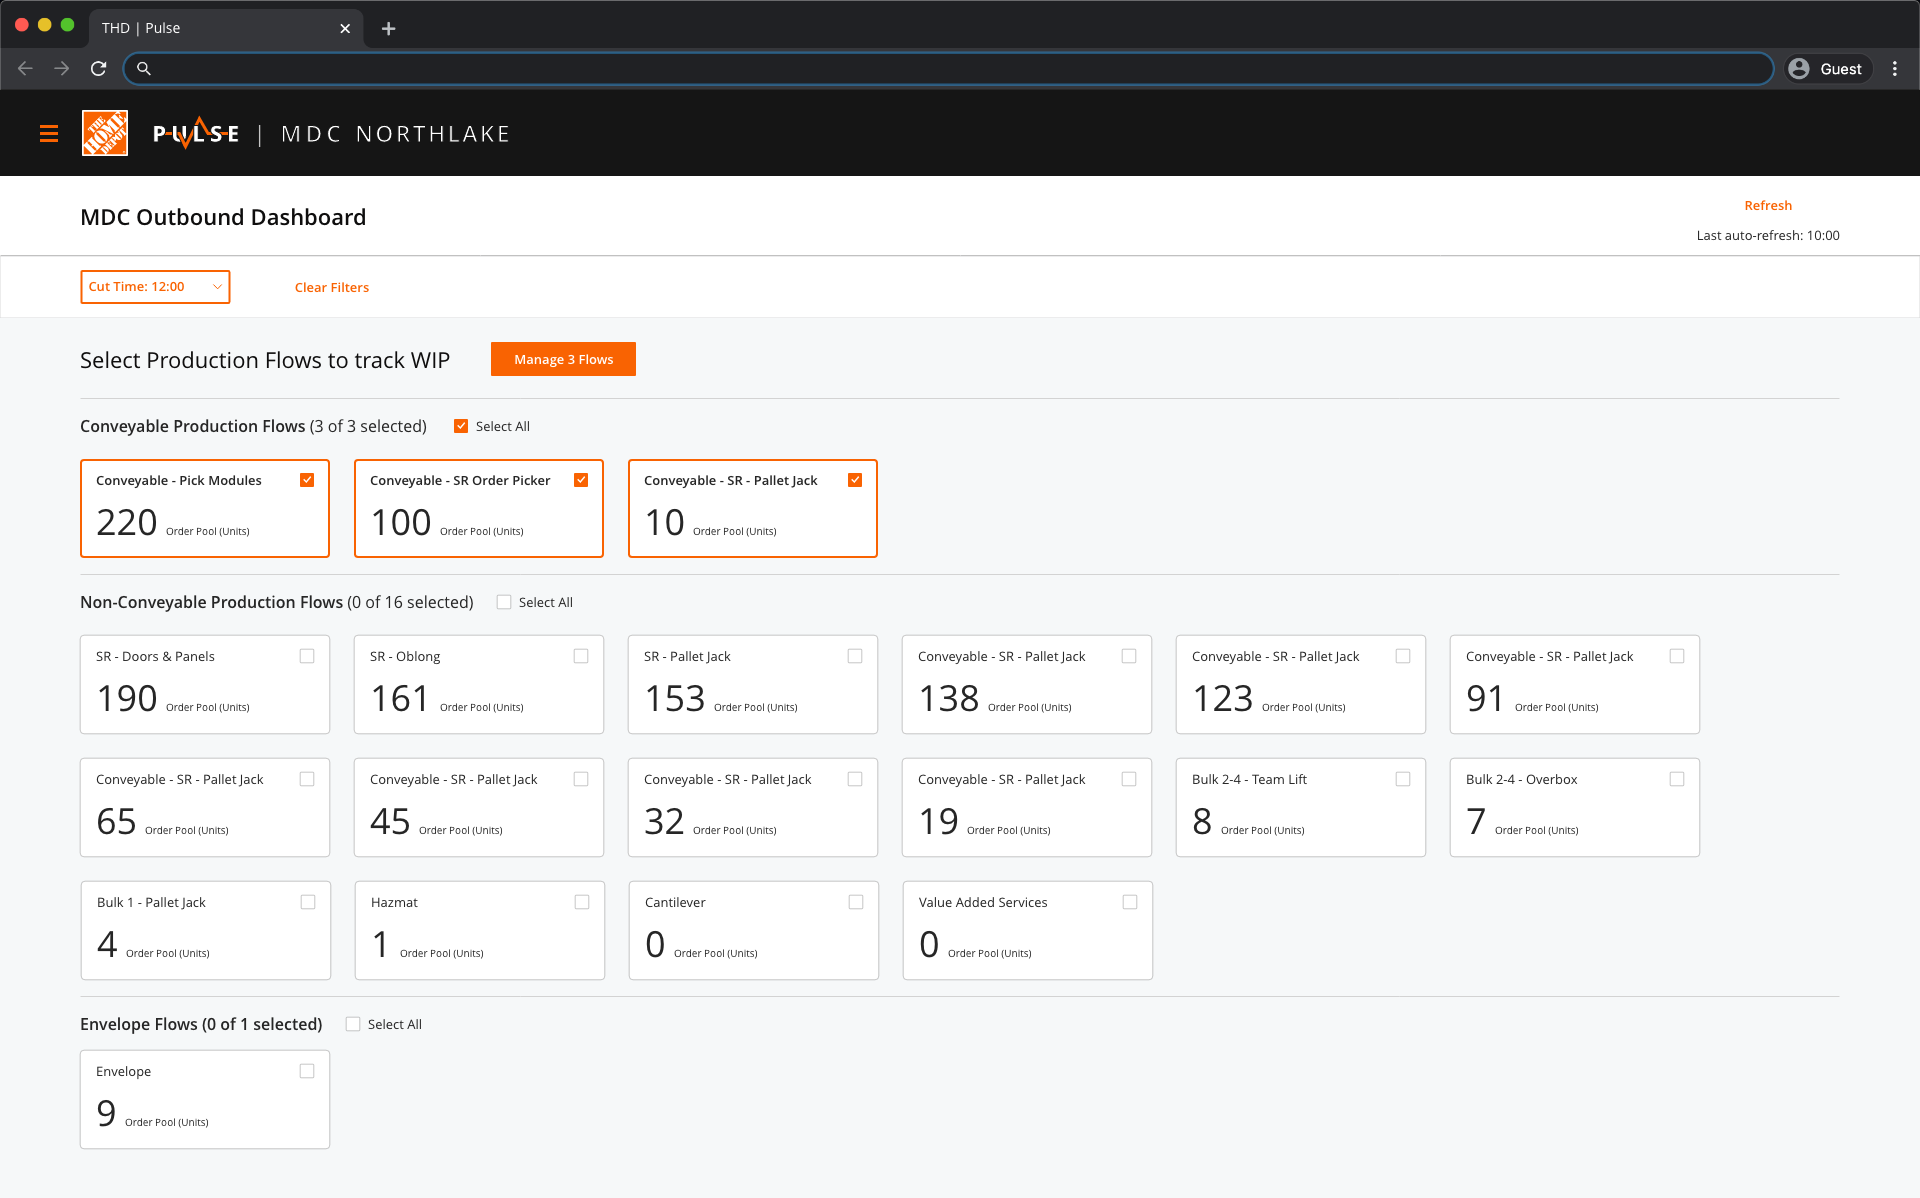 THD | Pulse
Guest
THE HOME DEPOT PULSE | MDC NORTHLAKE
MDC Outbound Dashboard
Refresh
Last auto-refresh: 10:00
Cut Time: 12:00 Clear Filters
Select Production Flows to track WIP Manage 3 Flows
Conveyable Production Flows (3 of 3 selected) Select All
Conveyable - Pick Modules Conveyable - SR Order Picker Conveyable - SR - Pallet Jack
220 Order Pool (Units) 100 Order Pool (Units) 10 Order Pool (Units)
Non-Conveyable Production Flows (0 of 16 selected) Select All
SR - Doors & Panels SR - Oblong SR - Pallet Jack Conveyable - SR - Pallet Jack Conveyable - SR - Pallet Jack Conveyable - SR - Pallet Jack
190 Order Pool (Units) 161 Order Pool (Units) 153 Order Pool (Units) 138 Order Pool (Units) 123 Order Pool (Units) 91 Order Pool (Units)
Conveyable - SR - Pallet Jack Conveyable - SR - Pallet Jack Conveyable - SR - Pallet Jack Conveyable - SR - Pallet Jack Bulk 2-4 - Team Lift Bulk 2-4 - Overbox
65 Order Pool (Units) 45 Order Pool (Units) 32 Order Pool (Units) 19 Order Pool (Units) 8 Order Pool (Units) 7 Order Pool (Units)
Bulk 1 - Pallet Jack Hazmat Cantilever Value Added Services
4 Order Pool (Units) 1 Order Pool (Units) 0 Order Pool (Units) 0 Order Pool (Units)
Envelope Flows (0 of 1 selected) Select All
Envelope
9 Order Pool (Units)